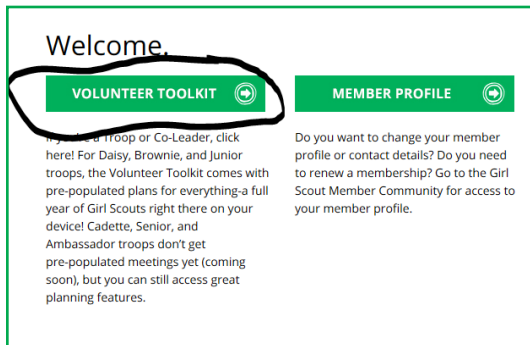 Welcome.
VOLUNTEER TOOLKIT
MEMBER PROFILE
If you're a Troop or Co-Leader, click
here! For Daisy, Brownie, and Junior
troops, the Volunteer Toolkit comes with
pre-populated plans for everything-a full
year of Girl Scouts right there on your
device! Cadette, Senior, and
Ambassador troops don't get
pre-populated meetings yet (coming
soon), but you can still access great
planning features.
Do you want to change your member
profile or contact details? Do you need
to renew a membership? Go to the Girl
Scout Member Community for access to
your member profile.